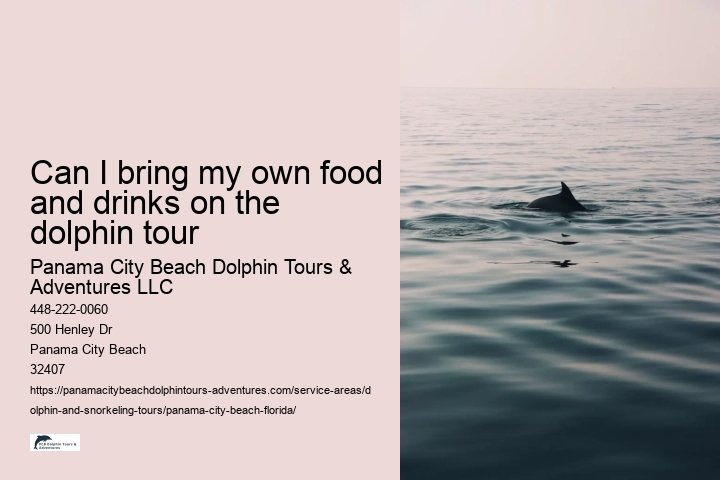 Can I bring my own food
and drinks on the
dolphin tour
Panama City Beach Dolphin Tours &
Adventures LLC
448-222-0060
500 Henley Dr
Panama City Beach
32407
https://panamacitybeachdolphintours-adventures.com/service-areas/d
olphin-and-snorkeling-tours/panama-city-beach-florida/
PCB Dolphin Tours &
Adventures